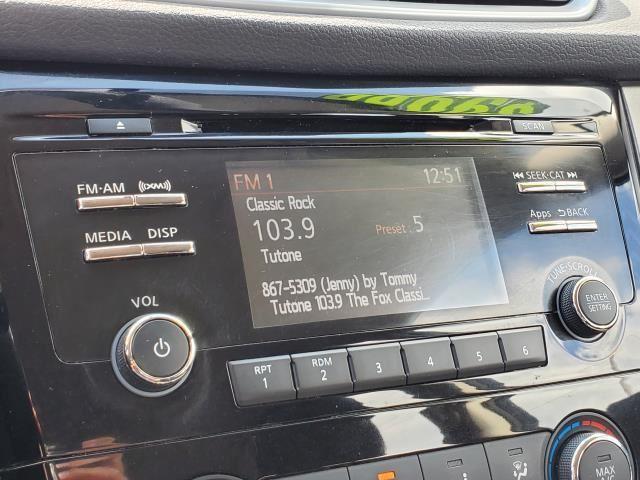 SCAN
FM·AM
((XM))
SEEK·CAT
MEDIA DISP
Apps BACK
FM 1 12:51
Classic Rock
103.9 Preset : 5
Tutone
867-5309 (Jenny) by Tommy
Tutone 103.9 The Fox Classi...
VOL
TUNE·SCROLL
ENTER
SETTING
RPT
1
RDM
2
3
4
5
6
MAX
A/C